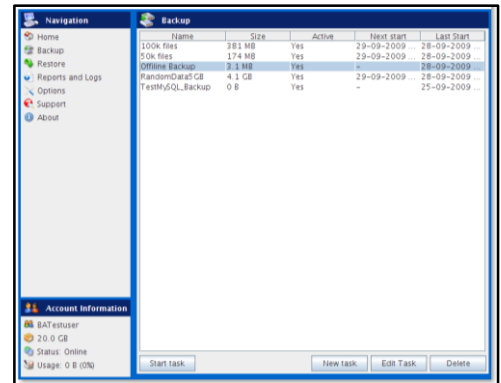 Navigation
Home
Backup
Restore
Reports and Logs
Options
Support
About
Account Information
BATestuser
20.0 GB
Status: Online
Usage: 0 B (0%)
Backup
Name Size Active Next start Last Start
100k files 381 MB Yes 29-09-2009 ... 28-09-2009 ...
50k files 174 MB Yes 29-09-2009 ... 28-09-2009 ...
Offline Backup 3.1 MB Yes - 28-09-2009 ...
RandomData5GB 4.1 GB Yes 29-09-2009 ... 28-09-2009 ...
TestMySQL_Backup 0 B Yes - 25-09-2009 ...
Start task New task Edit Task Delete